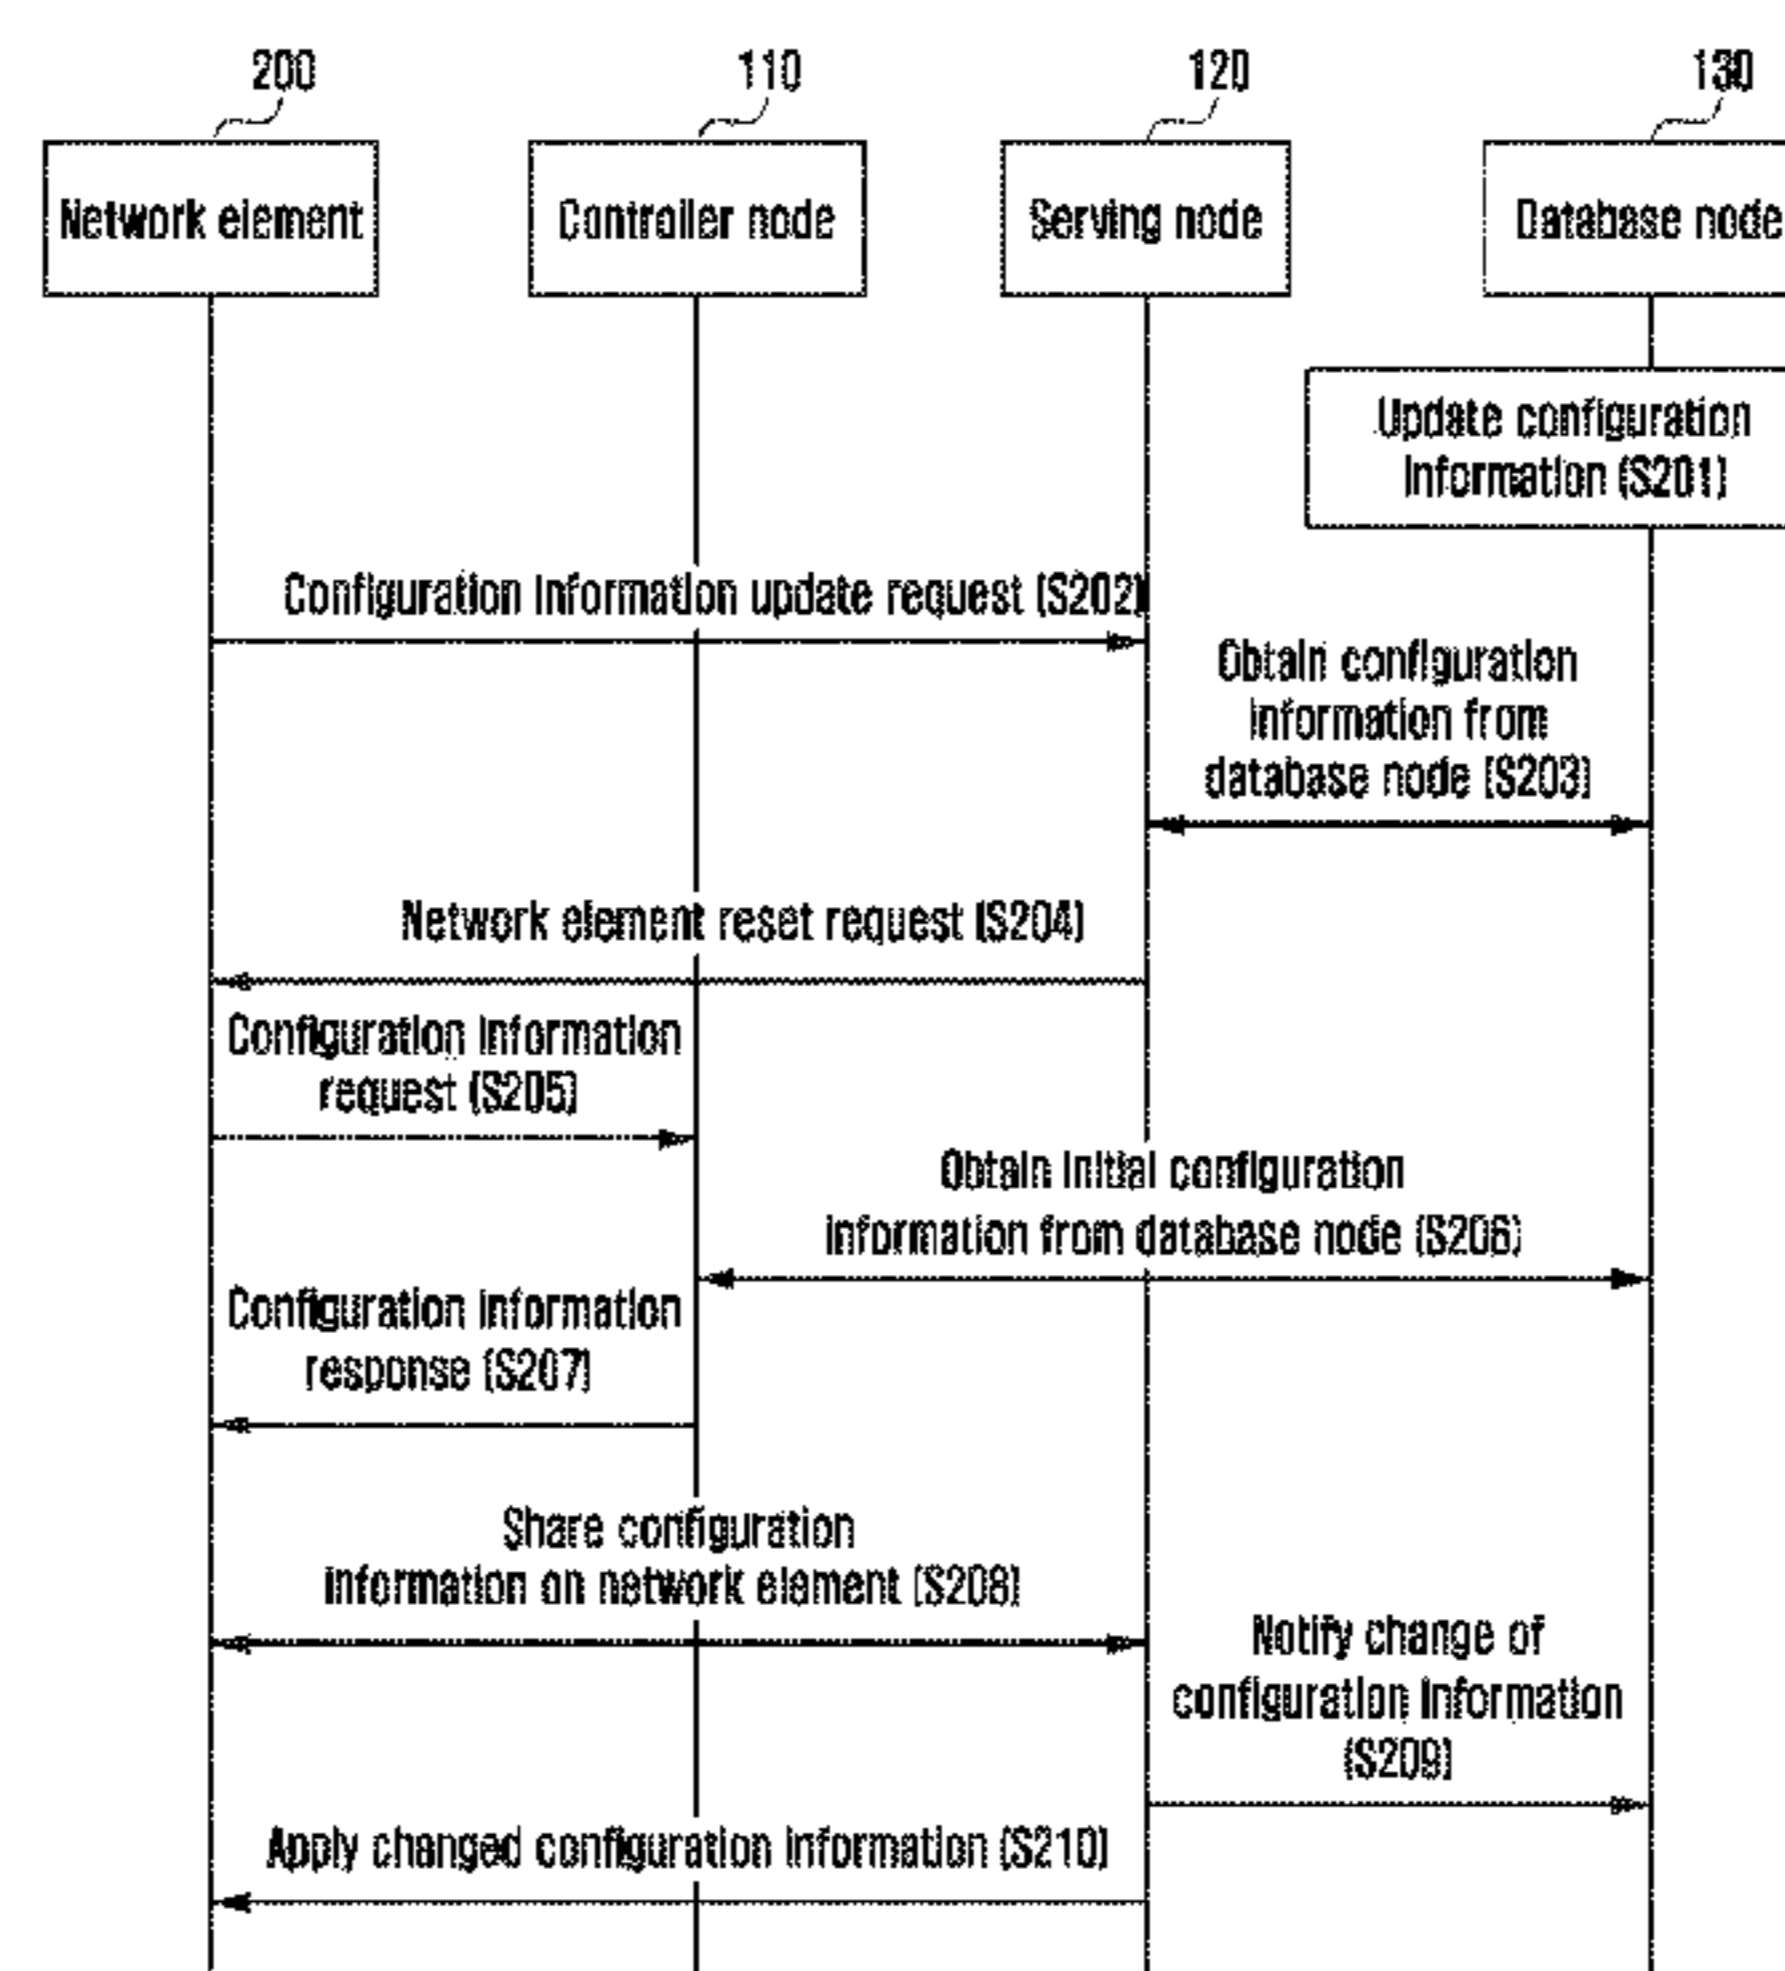 200
110
120
130
Network element
Controller node
Serving node
Database node
Update configuration
information (S201)
Configuration information update request (S202)
Obtain configuration
information from
database node (S203)
Network element reset request (S204)
Configuration information
request (S205)
Obtain initial configuration
information from database node (S206)
Configuration information
response (S207)
Share configuration
information on network element (S208)
Notify change of
configuration information
(S209)
Apply changed configuration information (S210)